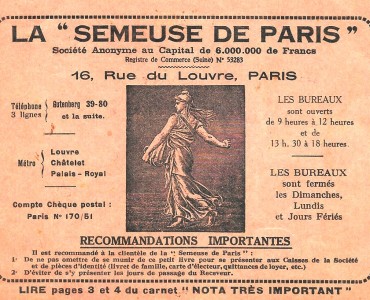 LA " SEMEUSE DE PARIS "
Société Anonyme au Capital de 6.000.000 de Francs
Registre de Commerce (Seine) N° 53283
16, Rue du Louvre, PARIS
Téléphone
3 lignes
Gutenberg 39-80
et la suite.
Métro :
Louvre
Châtelet
Palais-Royal
Compte Chèque postal :
Paris N° 170/51
LES BUREAUX
sont ouverts
de 9 heures à 12 heures
et de
13 h. 30 à 18 heures.
LES BUREAUX
sont fermés
les Dimanches,
Lundis
et Jours Fériés
RECOMMANDATIONS IMPORTANTES
Il est recommandé à la clientèle de la " Semeuse de Paris " :
1° De ne pas omettre de se munir de ce petit livre pour se présenter aux Caisses de la Société
et de pièces d'identité (livret de famille, carte d'électeur, quittances de loyer, etc.)
2° D'éviter de s'y présenter les jours de passage du Receveur.
LIRE pages 3 et 4 du carnet " NOTA TRÈS IMPORTANT "